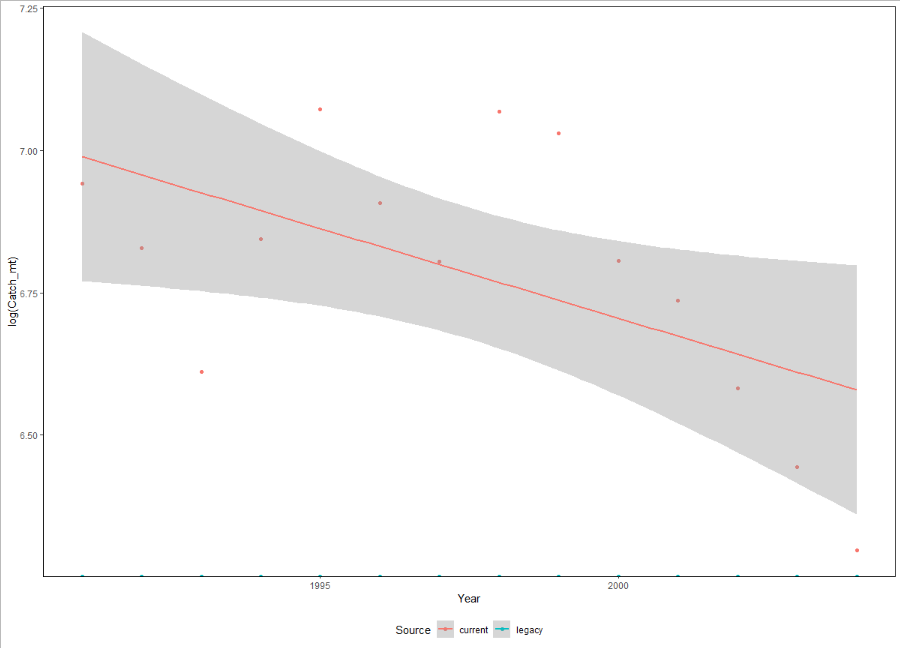 7.25
7.00
6.75
6.50
log(Catch_mt)
1995
2000
Year
Source
current
legacy